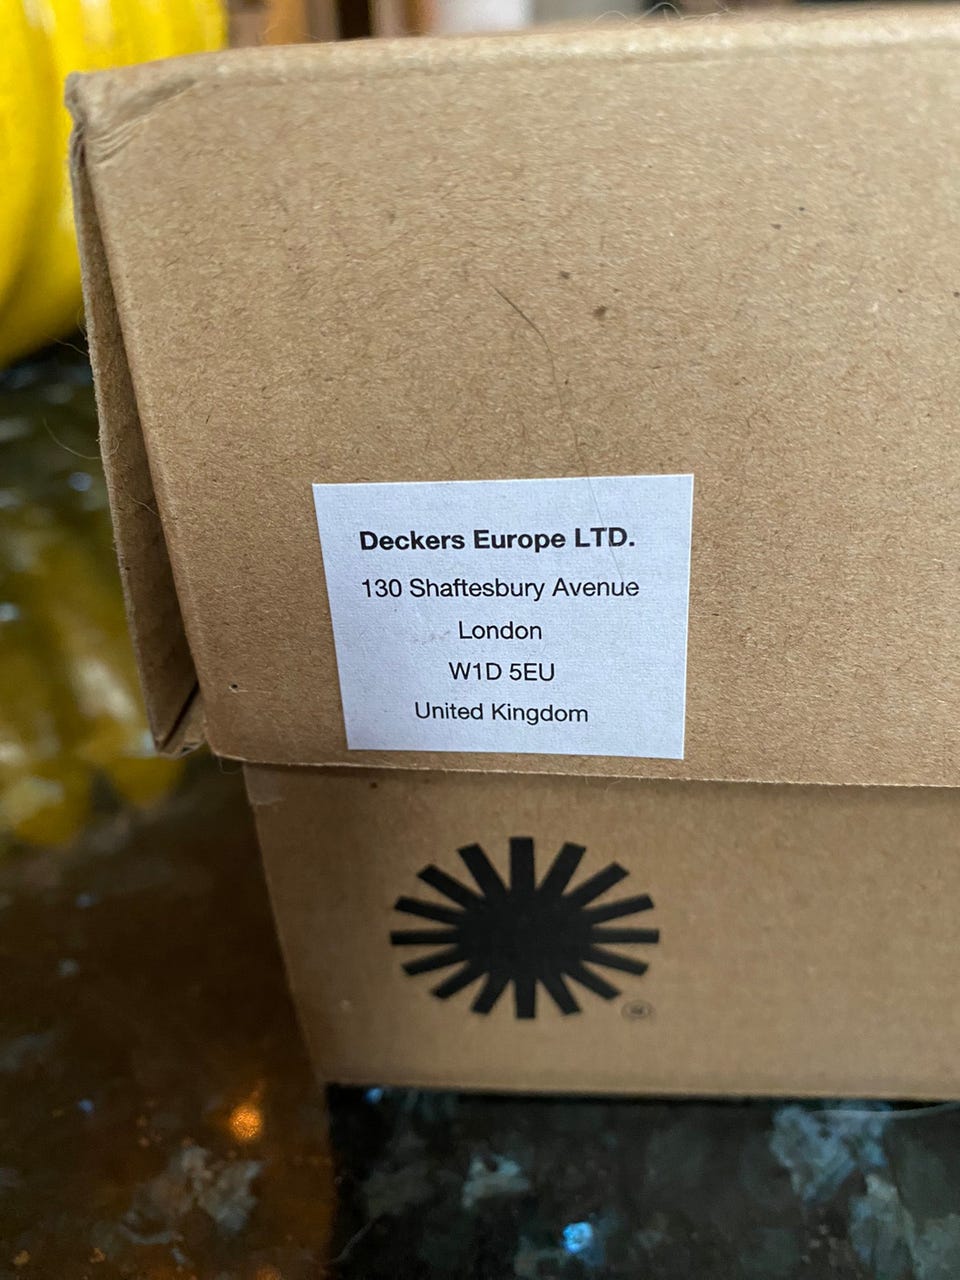 Deckers Europe LTD.
130 Shaftesbury Avenue
London
W1D 5EU
United Kingdom